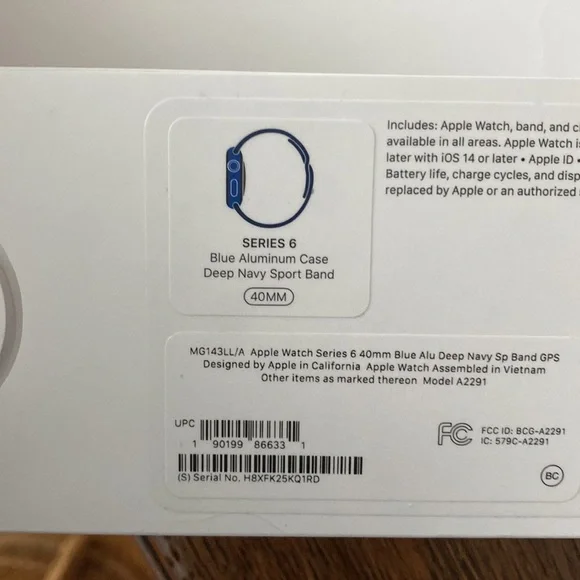 Includes: Apple Watch, band, and
available in all areas. Apple Watch
later with iOS 14 or later • Apple ID •
Battery life, charge cycles, and
replaced by Apple or an authorized
SERIES 6
Blue Aluminum Case
Deep Navy Sport Band
40MM
MG143LL/A Apple Watch Series 6 40mm Blue Alu Deep Navy Sp Band GPS
Designed by Apple in California Apple Watch Assembled in Vietnam
Other items as marked thereon Model A2291
UPC
1 90199 86633 1
(S) Serial No. H8XFK25KQ1RD
FC
FCC ID: BCG-A2291
IC: 579C-A2291
BC